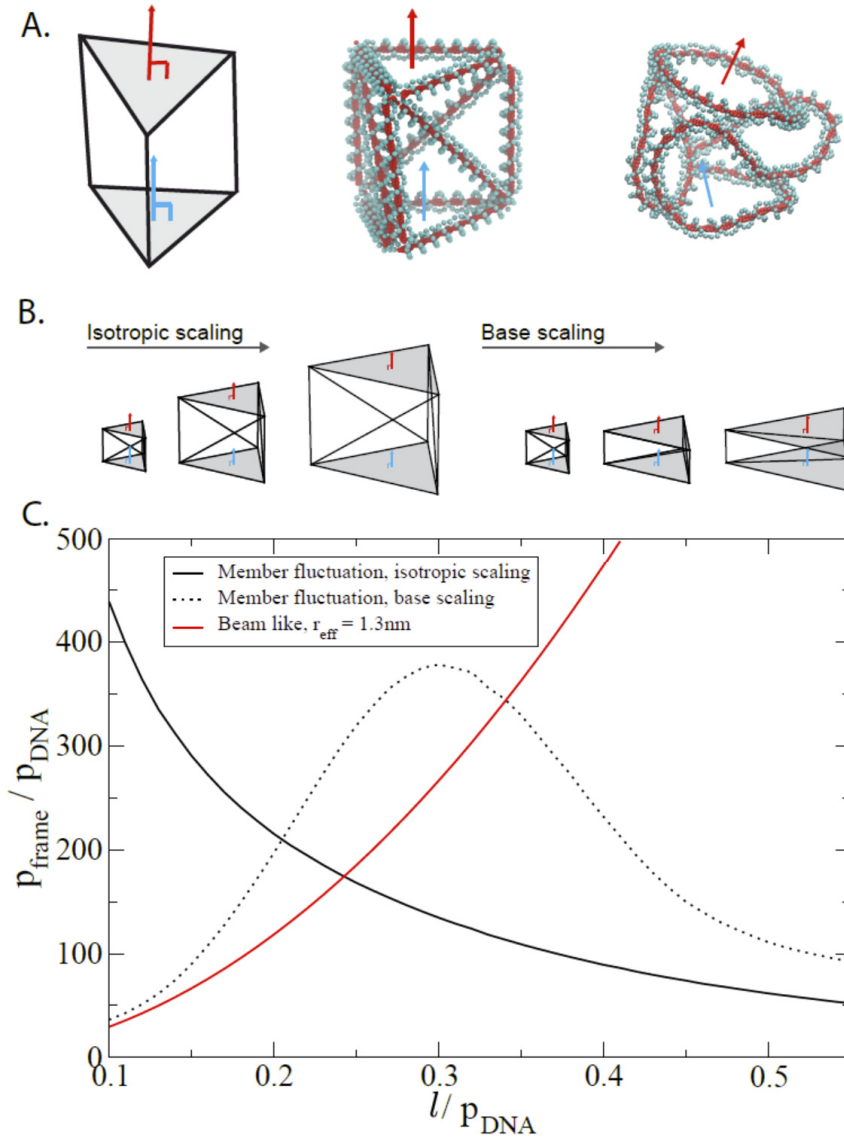 A.
B.
Isotropic scaling
Base scaling
C.
Member fluctuation, isotropic scaling
Member fluctuation, base scaling
Beam like, r_eff = 1.3nm
500
400
300
200
100
0
p_frame / p_DNA
0.1
0.2
0.3
0.4
0.5
l / p_DNA